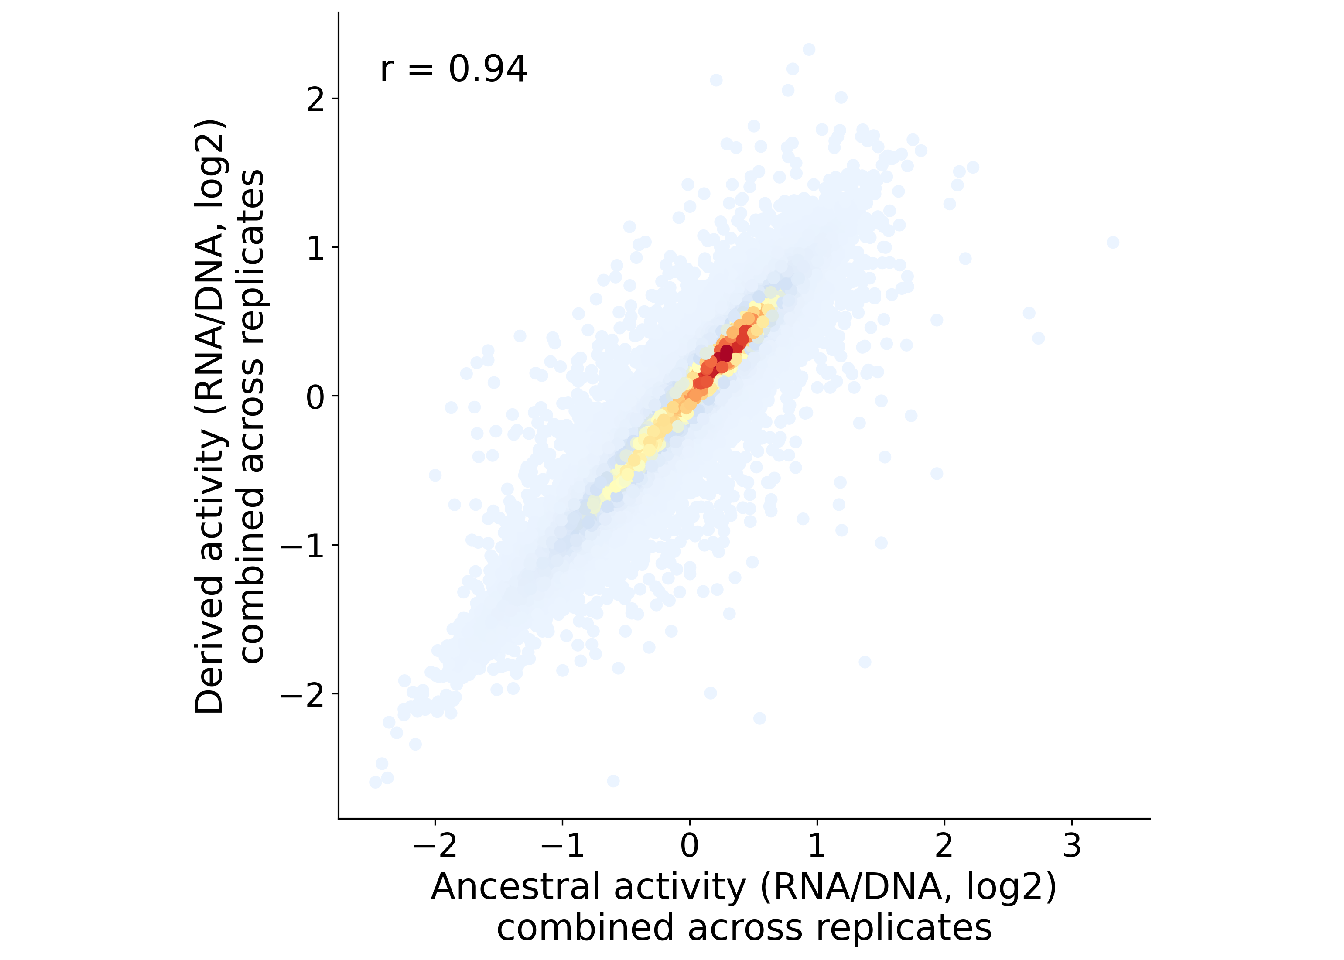 r = 0.94
Derived activity (RNA/DNA, log2)
combined across replicates
2
1
0
−1
−2
−2
−1
0
1
2
3
Ancestral activity (RNA/DNA, log2)
combined across replicates